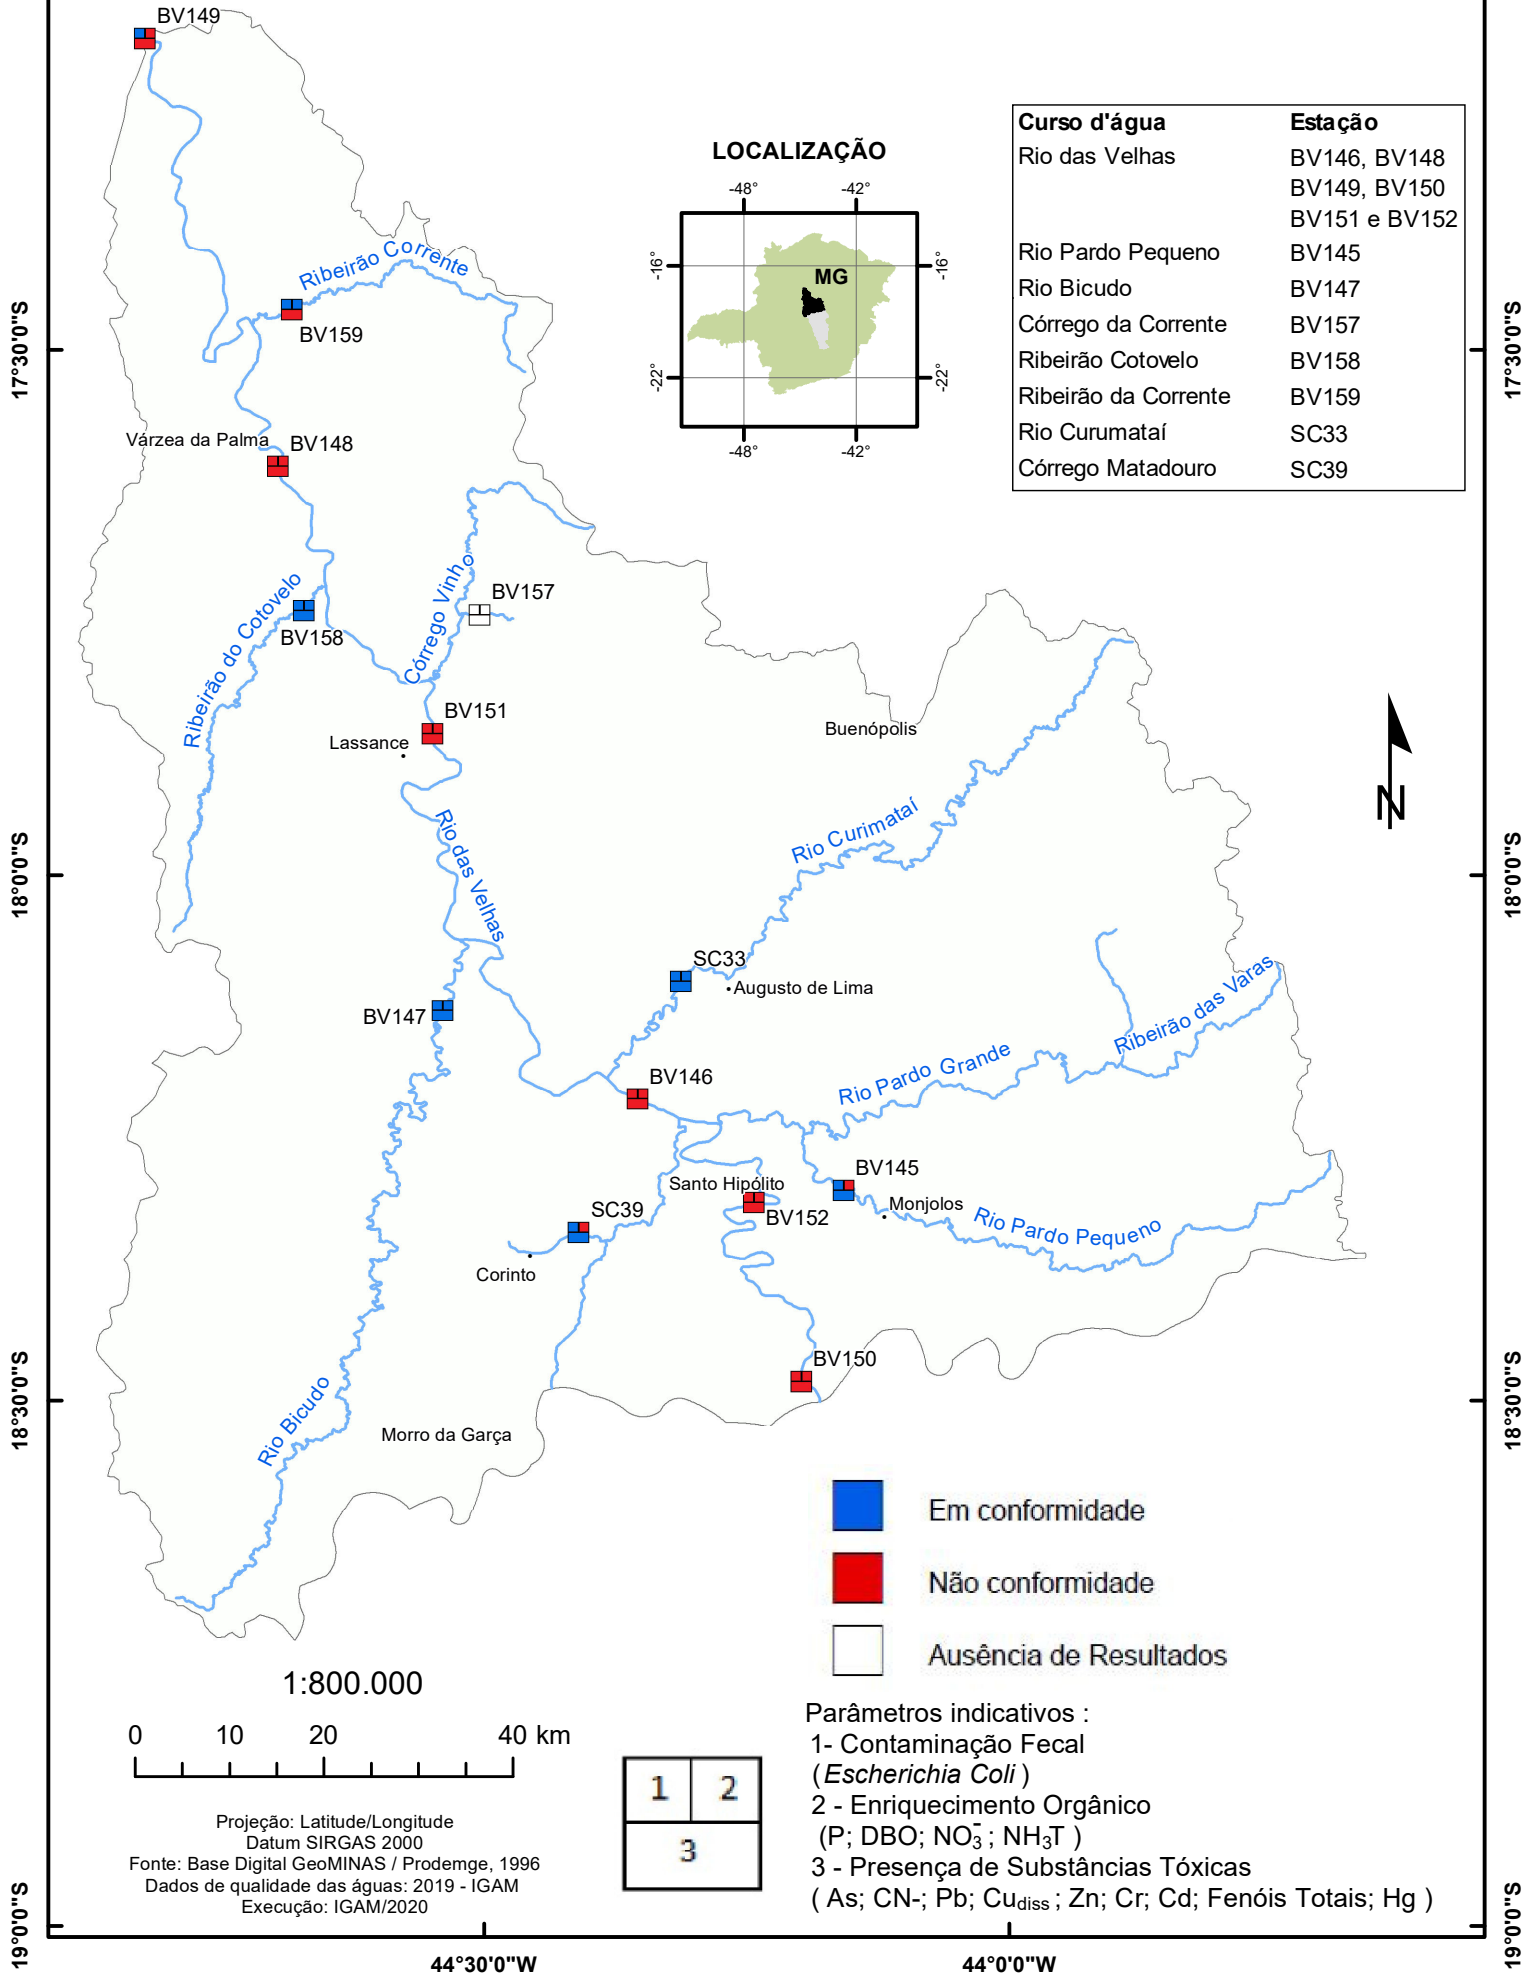 BV149
LOCALIZAÇÃO
-48°
-42°
-16°
-16°
MG
-22°
-22°
-48°
-42°
Curso d'água Estação
Rio das Velhas BV146, BV148
BV149, BV150
BV151 e BV152
Rio Pardo Pequeno BV145
Rio Bicudo BV147
Córrego da Corrente BV157
Ribeirão Cotovelo BV158
Ribeirão da Corrente BV159
Rio Curumataí SC33
Córrego Matadouro SC39
Ribeirão Corrente
BV159
17°30'0"S
17°30'0"S
Várzea da Palma
BV148
Córrego Vinho
BV157
Ribeirão do Cotovelo
BV158
BV151
Lassance
Buenópolis
N
Rio das Velhas
Rio Curimataí
18°0'0"S
18°0'0"S
SC33
Augusto de Lima
BV147
Ribeirão das Varas
Rio Pardo Grande
BV146
BV145
Santo Hipólito
Monjolos
BV152
SC39
Rio Pardo Pequeno
Corinto
BV150
18°30'0"S
18°30'0"S
Rio Bicudo
Morro da Garça
Em conformidade
Não conformidade
Ausência de Resultados
1:800.000
0 10 20 40 km
Projeção: Latitude/Longitude
Datum SIRGAS 2000
Fonte: Base Digital GeoMINAS / Prodemge, 1996
Dados de qualidade das águas: 2019 - IGAM
Execução: IGAM/2020
1 2
3
Parâmetros indicativos :
1- Contaminação Fecal
(Escherichia Coli )
2 - Enriquecimento Orgânico
(P; DBO; NO₃⁻ ; NH₃T )
3 - Presença de Substâncias Tóxicas
( As; CN-; Pb; Cudiss ; Zn; Cr; Cd; Fenóis Totais; Hg )
19°0'0"S
19°0'0"S
44°30'0"W
44°0'0"W